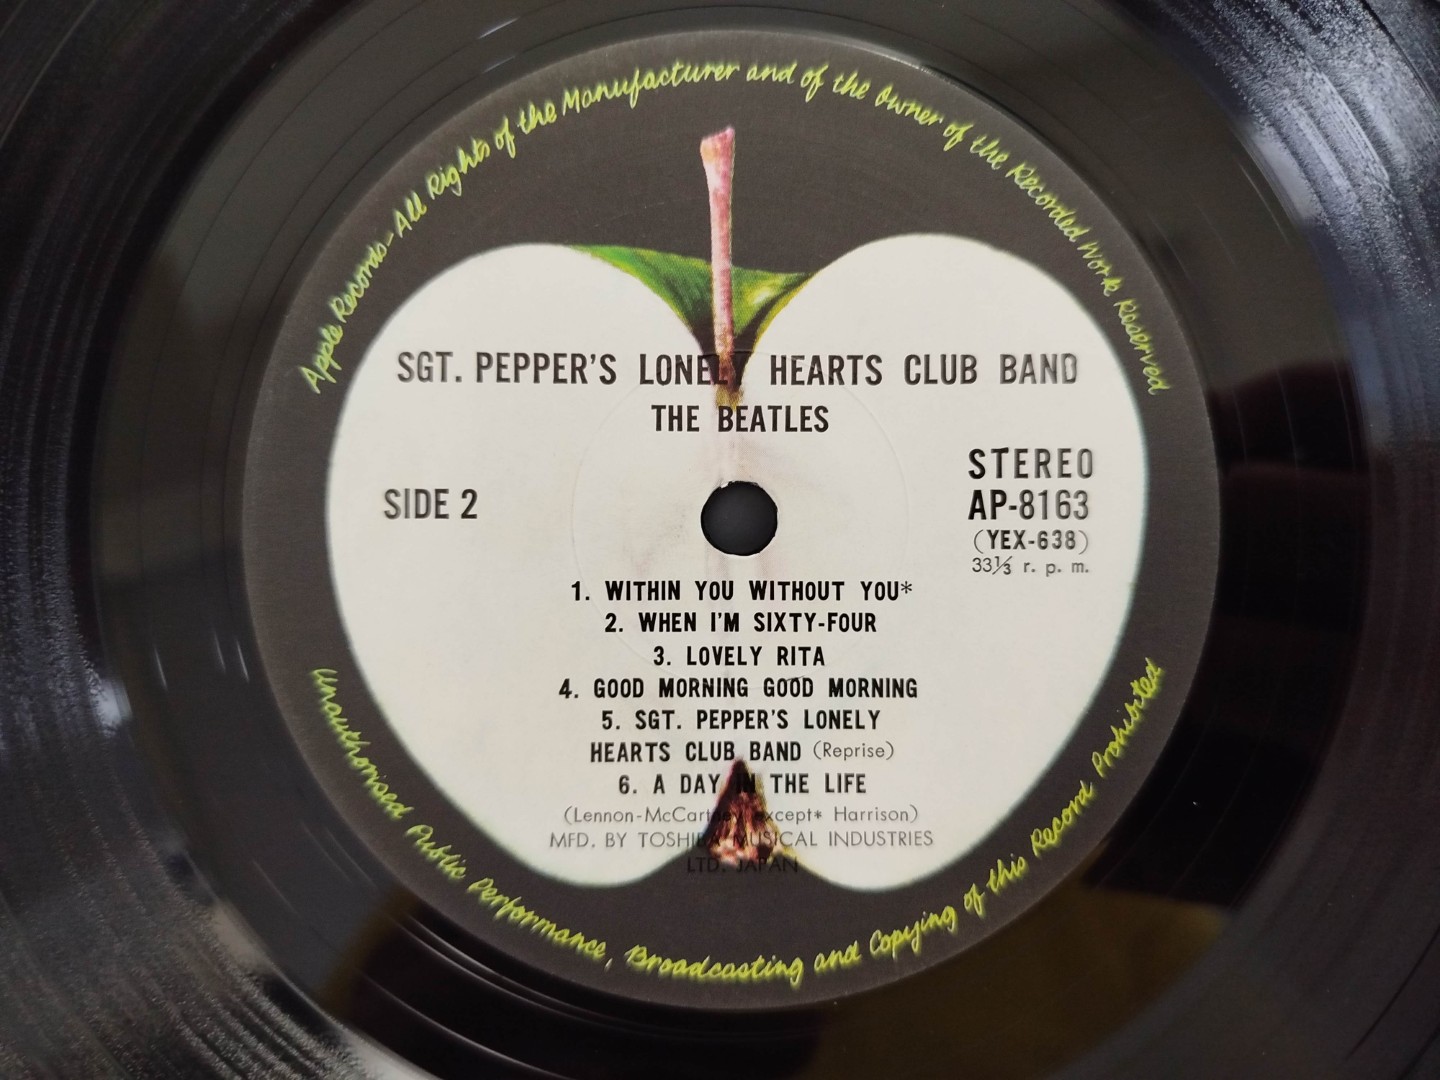 Apple Records-All Rights of the Manufacturer and of the Owner of the Recorded Work Reserved
SGT. PEPPER'S LONELY HEARTS CLUB BAND
THE BEATLES
SIDE 2
STEREO
AP-8163
(YEX-638)
33⅓ r. p. m.
1. WITHIN YOU WITHOUT YOU*
2. WHEN I'M SIXTY-FOUR
3. LOVELY RITA
4. GOOD MORNING GOOD MORNING
5. SGT. PEPPER'S LONELY
HEARTS CLUB BAND (Reprise)
6. A DAY IN THE LIFE
(Lennon-McCartney except* Harrison)
MFD. BY TOSHIBA MUSICAL INDUSTRIES
LTD. JAPAN
Unauthorised Public Performance, Broadcasting and Copying of this Record Prohibited